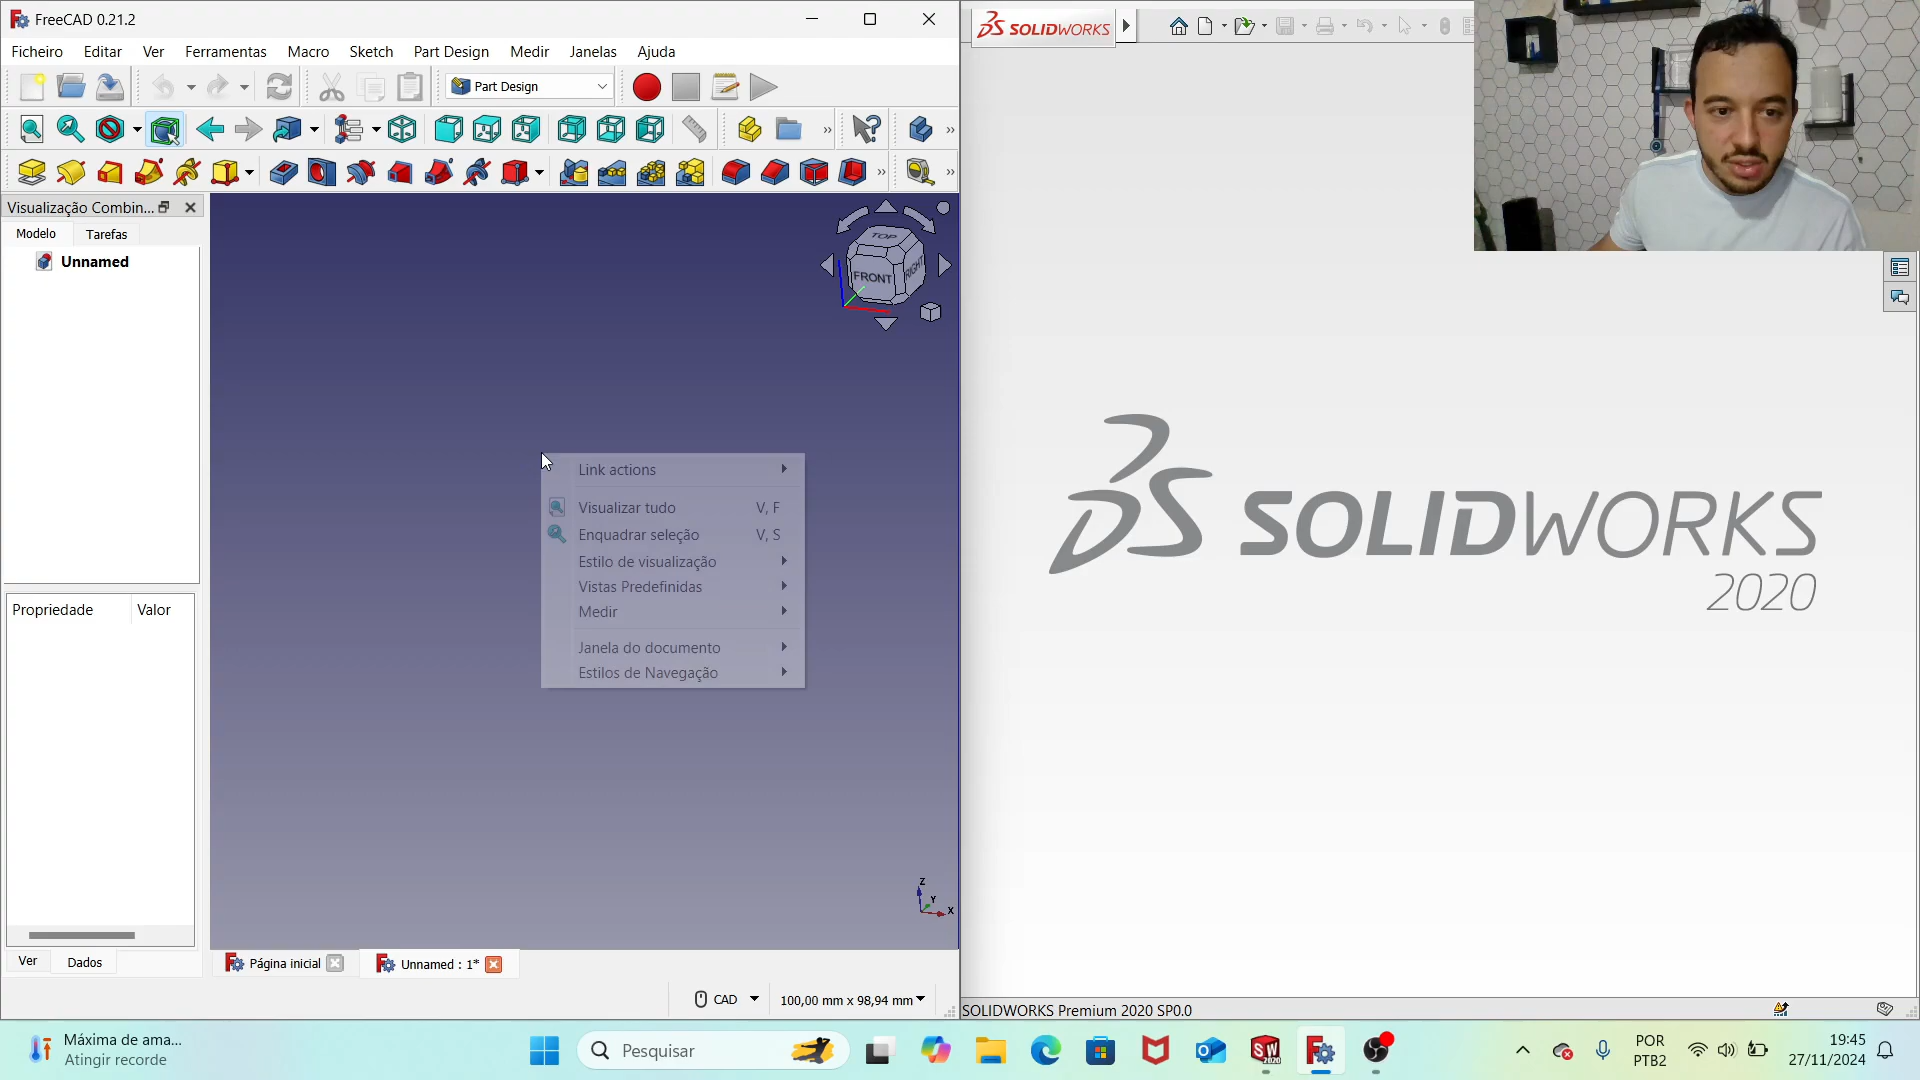 FreeCAD 0.21.2
Ficheiro Editar Ver Ferramentas Macro Sketch Part Design Medir Janelas Ajuda
Part Design
Visualização Combin...
Modelo Tarefas
Unnamed
TOP
FRONT
RIGHT
Link actions
Visualizar tudo V, F
Enquadrar seleção V, S
Estilo de visualização
Vistas Predefinidas
Medir
Janela do documento
Estilos de Navegação
Propriedade Valor
Ver Dados
Z
Y
X
Página inicial
Unnamed : 1*
CAD
100,00 mm x 98,94 mm
SOLIDWORKS
SOLIDWORKS
2020
SOLIDWORKS Premium 2020 SP0.0
Máxima de ama...
Atingir recorde
Pesquisar
SW
2020
POR
PTB2
19:45
27/11/2024